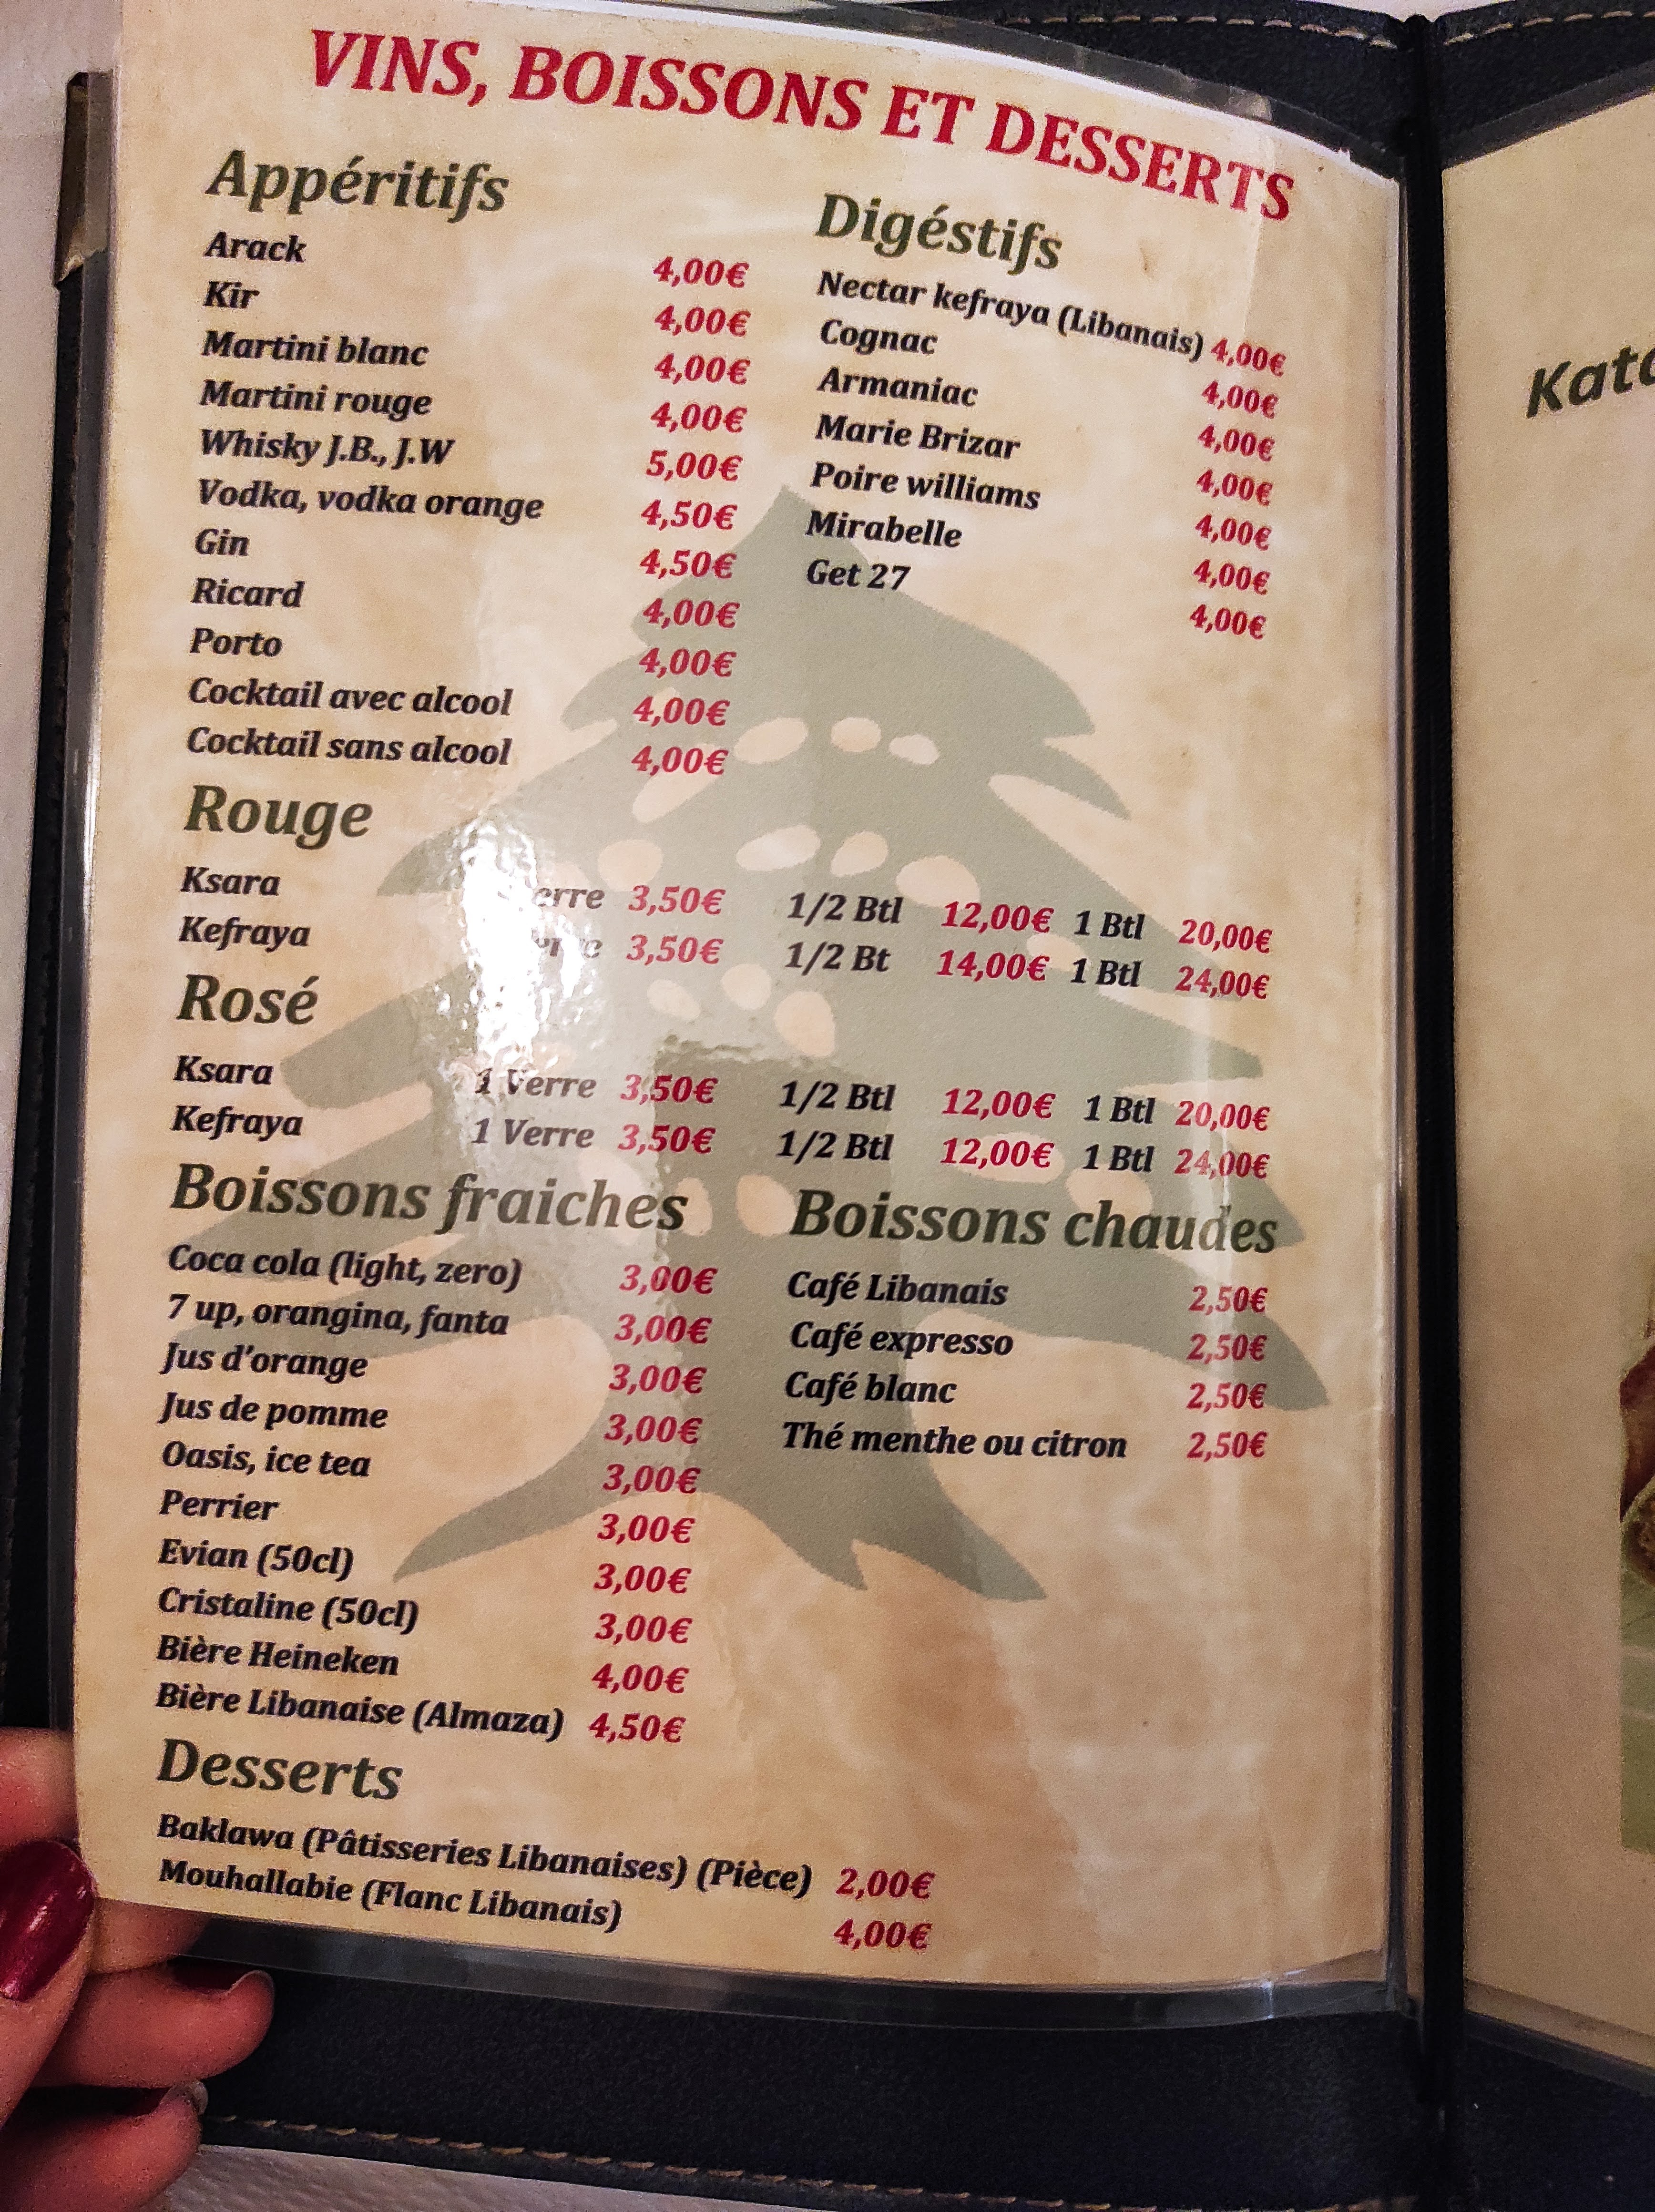 VINS, BOISSONS ET DESSERTS
Appéritifs
Arack 4,00€
Kir 4,00€
Martini blanc 4,00€
Martini rouge 4,00€
Whisky J.B., J.W 5,00€
Vodka, vodka orange 4,50€
Gin 4,50€
Ricard 4,00€
Porto 4,00€
Cocktail avec alcool 4,00€
Cocktail sans alcool 4,00€
Digéstifs
Nectar kefraya (Libanais) 4,00€
Cognac 4,00€
Armaniac 4,00€
Marie Brizar 4,00€
Poire williams 4,00€
Mirabelle 4,00€
Get 27 4,00€
Rouge
Ksara erre 3,50€ 1/2 Btl 12,00€ 1 Btl 20,00€
Kefraya 3,50€ 1/2 Bt 14,00€ 1 Btl 24,00€
Rosé
Ksara 1 Verre 3,50€ 1/2 Btl 12,00€ 1 Btl 20,00€
Kefraya 1 Verre 3,50€ 1/2 Btl 12,00€ 1 Btl 24,00€
Boissons fraiches
Coca cola (light, zero) 3,00€
7 up, orangina, fanta 3,00€
Jus d'orange 3,00€
Jus de pomme 3,00€
Oasis, ice tea 3,00€
Perrier 3,00€
Evian (50cl) 3,00€
Cristaline (50cl) 3,00€
Bière Heineken 4,00€
Bière Libanaise (Almaza) 4,50€
Boissons chaudes
Café Libanais 2,50€
Café expresso 2,50€
Café blanc 2,50€
Thé menthe ou citron 2,50€
Desserts
Baklawa (Pâtisseries Libanaises) (Pièce) 2,00€
Mouhallabie (Flanc Libanais) 4,00€